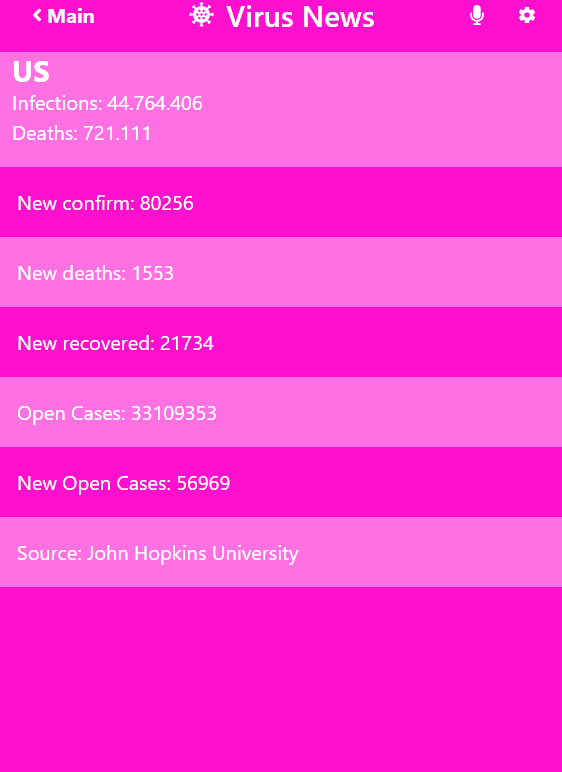 Main
Virus News
US
Infections: 44.764.406
Deaths: 721.111
New confirm: 80256
New deaths: 1553
New recovered: 21734
Open Cases: 33109353
New Open Cases: 56969
Source: John Hopkins University